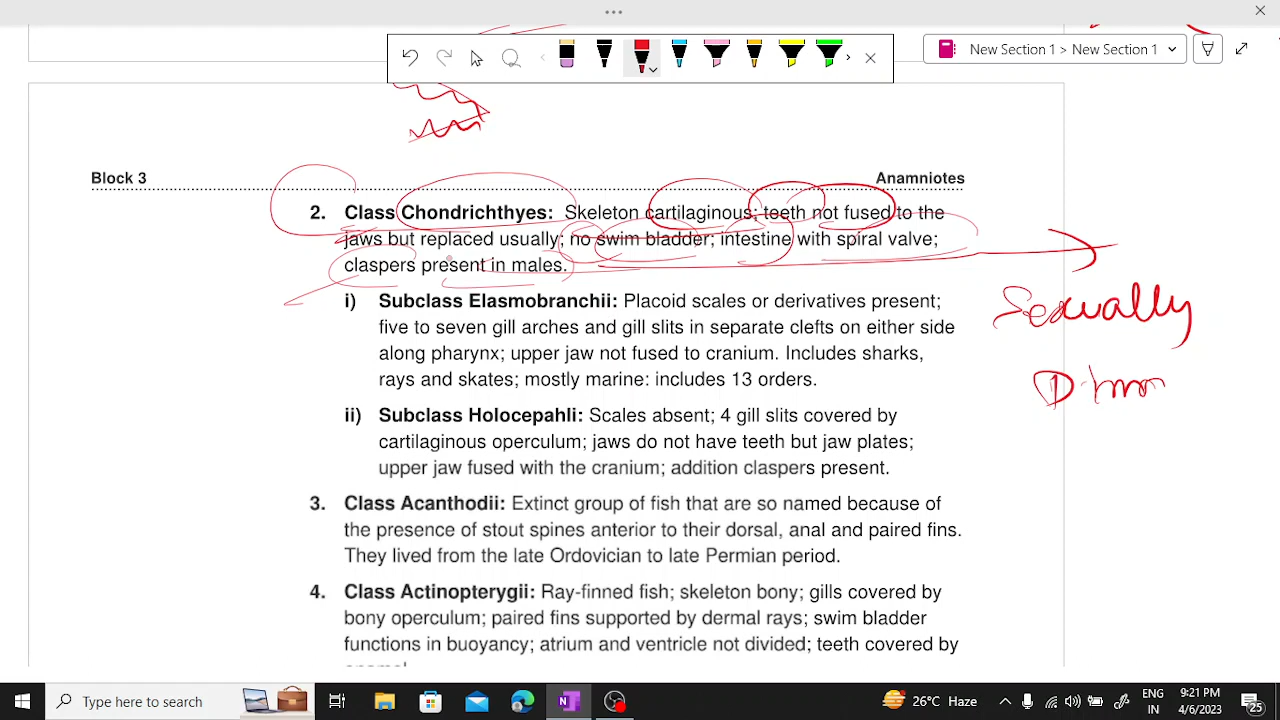 New Section 1 > New Section 1
Block 3
Anamniotes
2. Class Chondrichthyes: Skeleton cartilaginous; teeth not fused to the
jaws but replaced usually; no swim bladder; intestine with spiral valve;
claspers present in males.
i) Subclass Elasmobranchii: Placoid scales or derivatives present;
five to seven gill arches and gill slits in separate clefts on either side
along pharynx; upper jaw not fused to cranium. Includes sharks,
rays and skates; mostly marine: includes 13 orders.
Sexually
Dimor
ii) Subclass Holocepahli: Scales absent; 4 gill slits covered by
cartilaginous operculum; jaws do not have teeth but jaw plates;
upper jaw fused with the cranium; addition claspers present.
3. Class Acanthodii: Extinct group of fish that are so named because of
the presence of stout spines anterior to their dorsal, anal and paired fins.
They lived from the late Ordovician to late Permian period.
4. Class Actinopterygii: Ray-finned fish; skeleton bony; gills covered by
bony operculum; paired fins supported by dermal rays; swim bladder
functions in buoyancy; atrium and ventricle not divided; teeth covered by
Type here to search
26°C Haze
ENG
IN
9:21 PM
4/6/2023
25